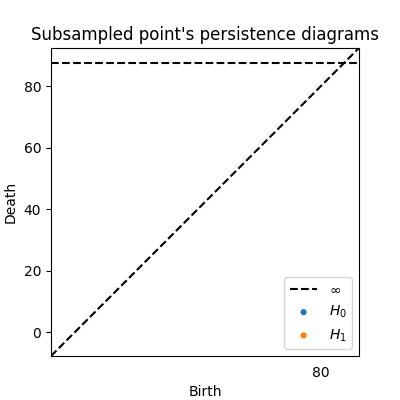 Subsampled point's persistence diagrams
80
60
40
20
0
Death
∞
H₀
H₁
80
Birth